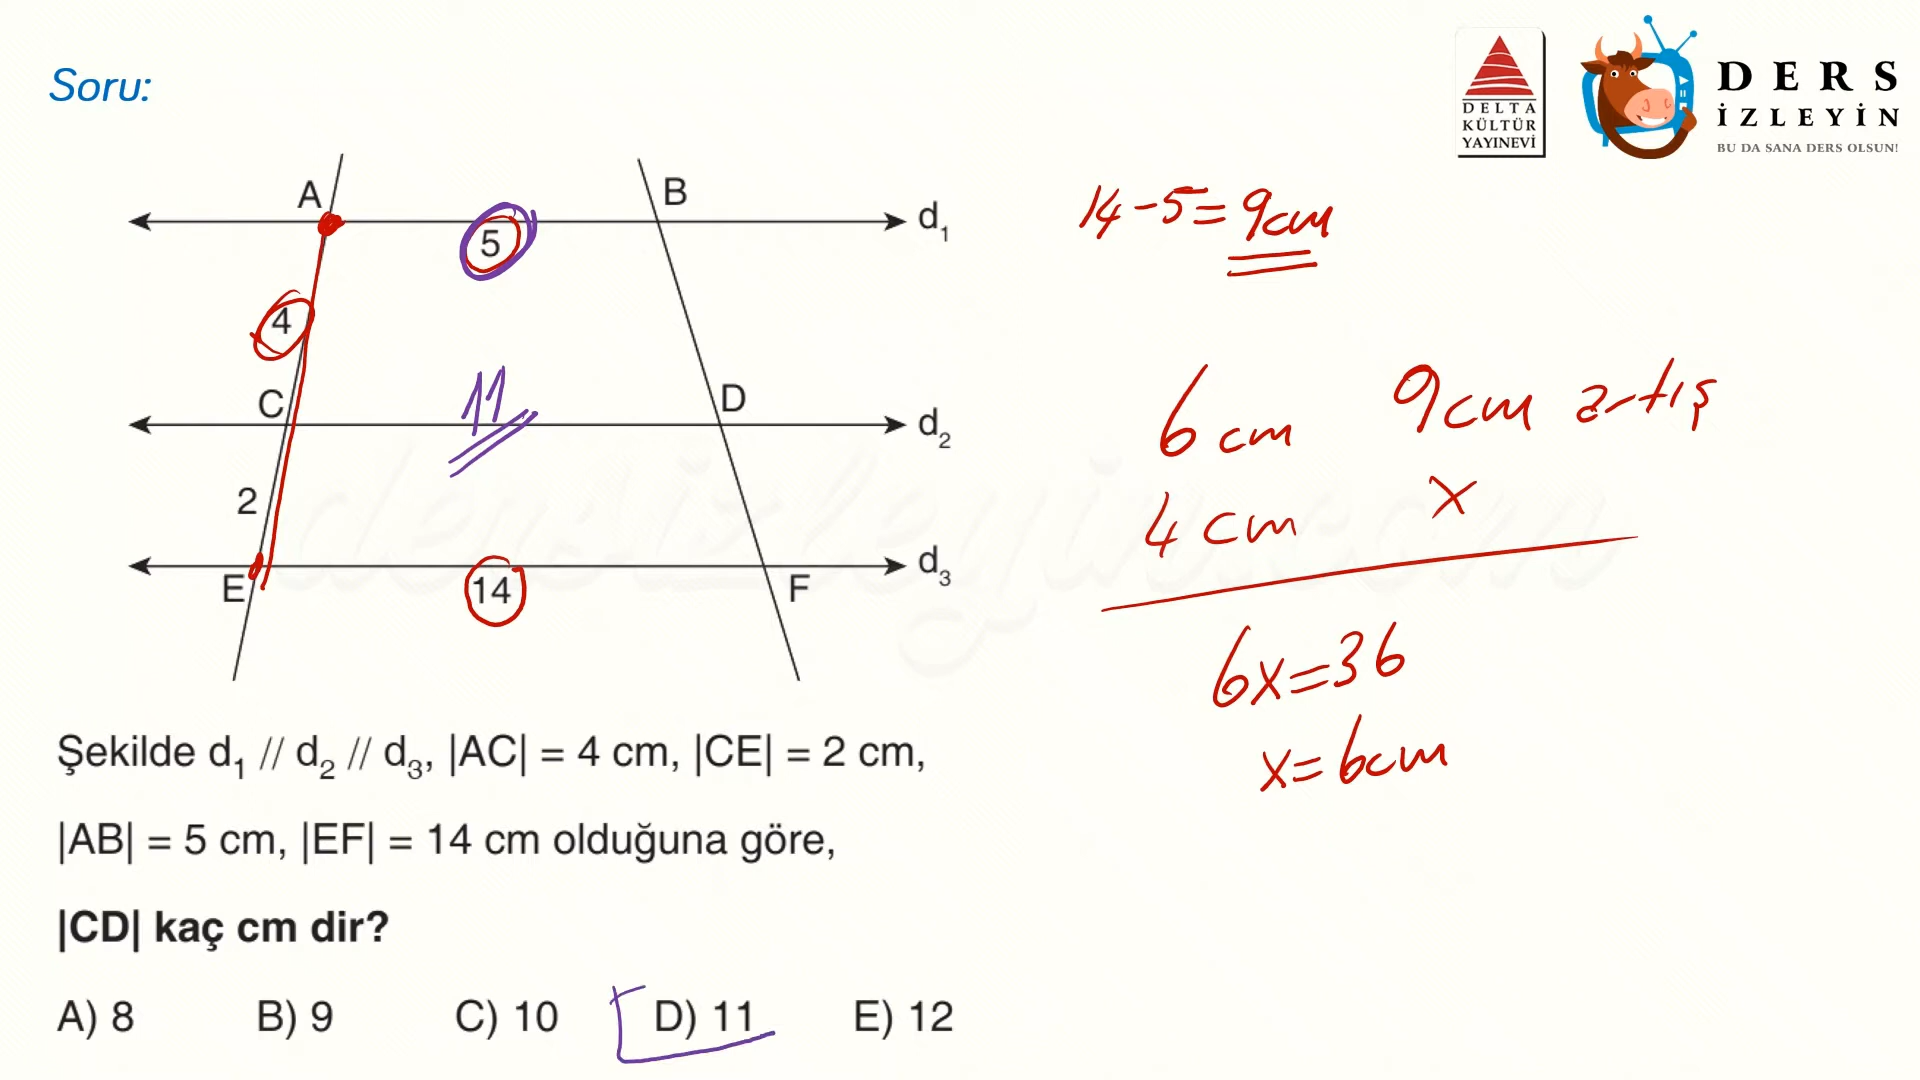 Soru:
DELTA
KÜLTÜR
YAYINEVİ
DERS
İZLEYİN
BU DA SANA DERS OLSUN!
A
B
5
d1
4
C
11
D
d2
2
E
14
F
d3
14-5=9cm
6 cm 9cm artış
4 cm x
6x=36
x=6cm
dersizleyin.com
Şekilde d1 // d2 // d3, |AC| = 4 cm, |CE| = 2 cm,
|AB| = 5 cm, |EF| = 14 cm olduğuna göre,
|CD| kaç cm dir?
A) 8 B) 9 C) 10 D) 11 E) 12